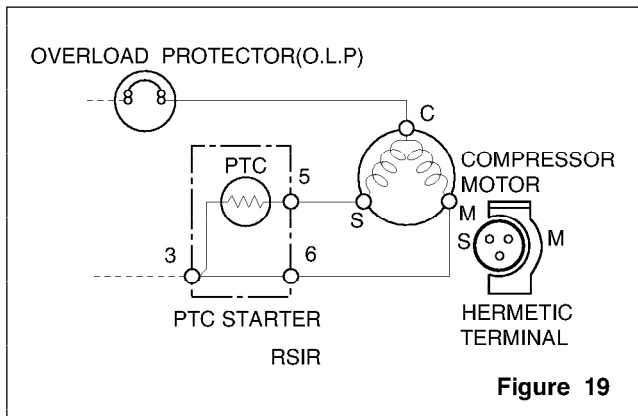 OVERLOAD PROTECTOR(O.L.P)
C
PTC
5
COMPRESSOR
MOTOR
S
M
S
M
3
6
PTC STARTER
HERMETIC
TERMINAL
RSIR
Figure 19